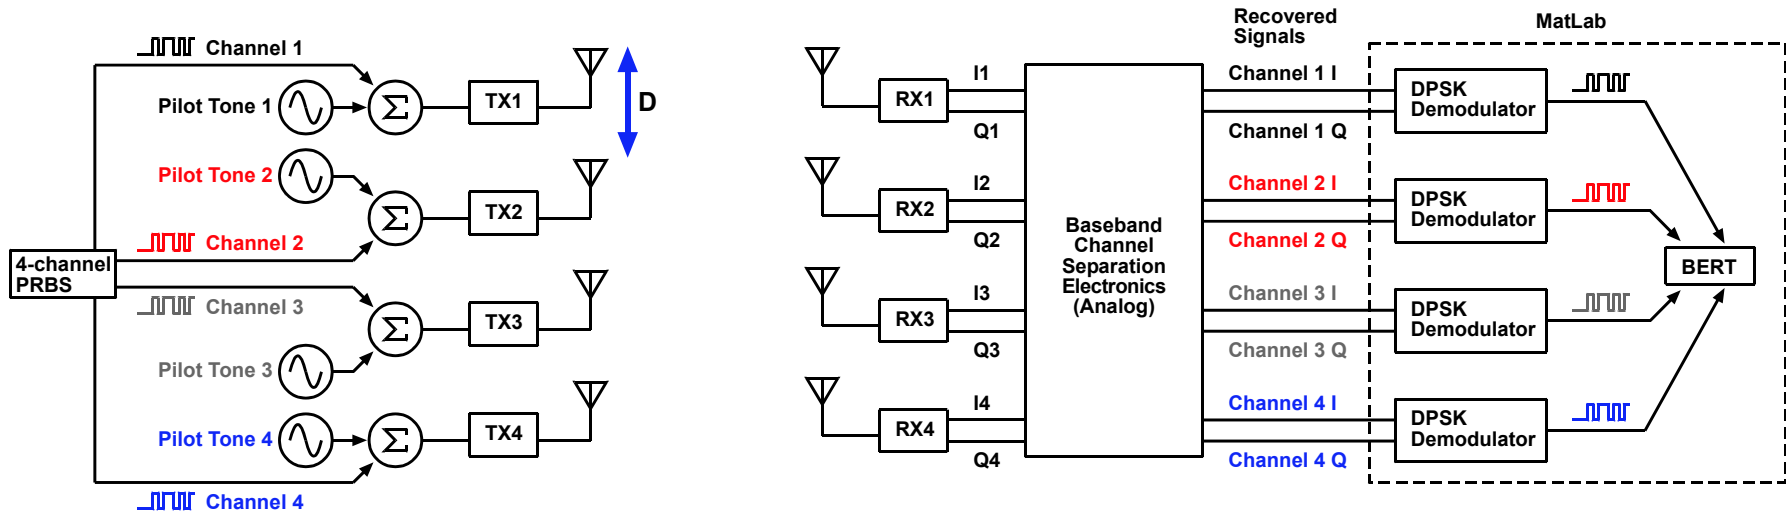 Channel 1
Pilot Tone 1
Σ
TX1
D
Pilot Tone 2
Σ
TX2
Channel 2
4-channel
PRBS
Channel 3
Σ
TX3
Pilot Tone 3
Pilot Tone 4
Σ
TX4
Channel 4
RX1
I1
Q1
RX2
I2
Q2
RX3
I3
Q3
RX4
I4
Q4
Baseband
Channel
Separation
Electronics
(Analog)
Recovered
Signals
Channel 1 I
Channel 1 Q
Channel 2 I
Channel 2 Q
Channel 3 I
Channel 3 Q
Channel 4 I
Channel 4 Q
MatLab
DPSK
Demodulator
DPSK
Demodulator
DPSK
Demodulator
DPSK
Demodulator
BERT